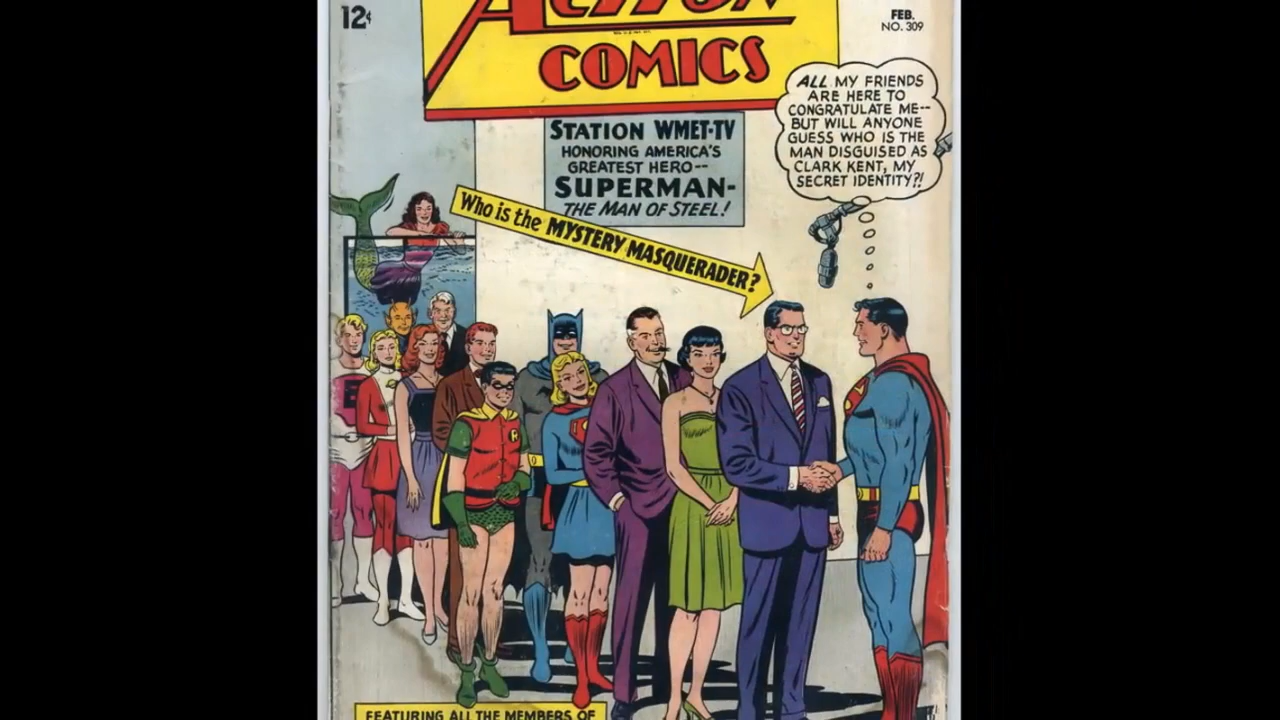 12¢
ACTION
COMICS
FEB.
NO. 309
ALL MY FRIENDS
ARE HERE TO
CONGRATULATE ME--
BUT WILL ANYONE
GUESS WHO IS THE
MAN DISGUISED AS
CLARK KENT, MY
SECRET IDENTITY?!
STATION WMET-TV
HONORING AMERICA'S
GREATEST HERO--
SUPERMAN-
THE MAN OF STEEL!
Who is the MYSTERY MASQUERADER?
R
FEATURING ALL THE MEMBERS OF